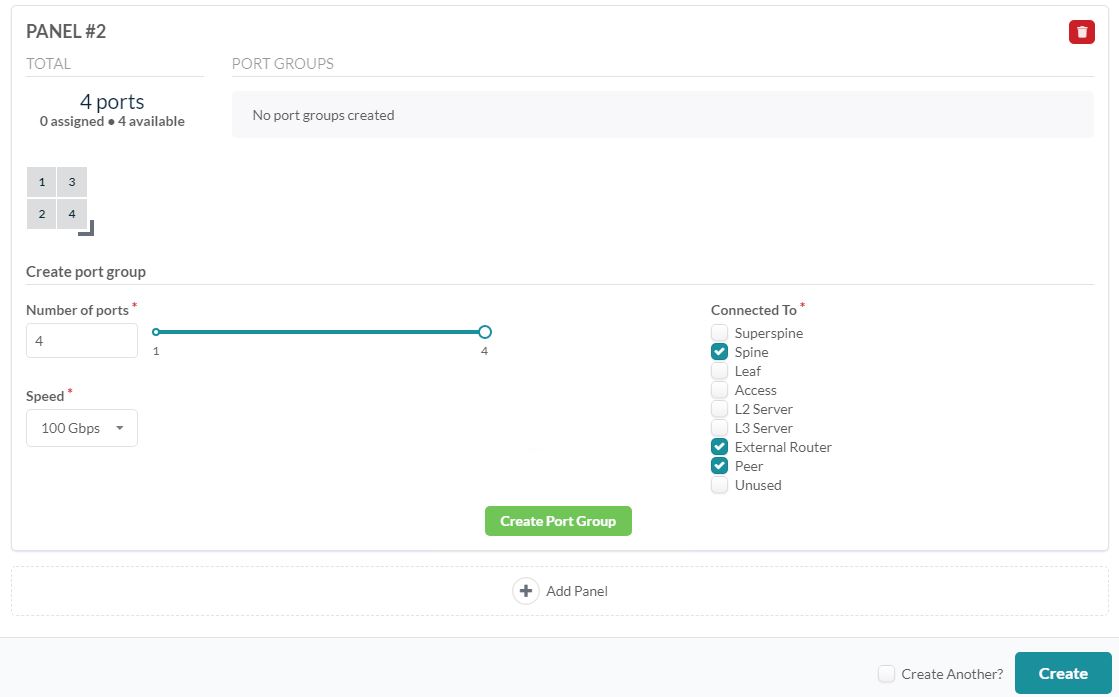 PANEL #2
TOTAL
PORT GROUPS
4 ports
0 assigned • 4 available
No port groups created
1 3
2 4
Create port group
Number of ports *
4
1 4
Speed *
100 Gbps
Connected To *
Superspine
Spine
Leaf
Access
L2 Server
L3 Server
External Router
Peer
Unused
Create Port Group
Add Panel
Create Another?
Create